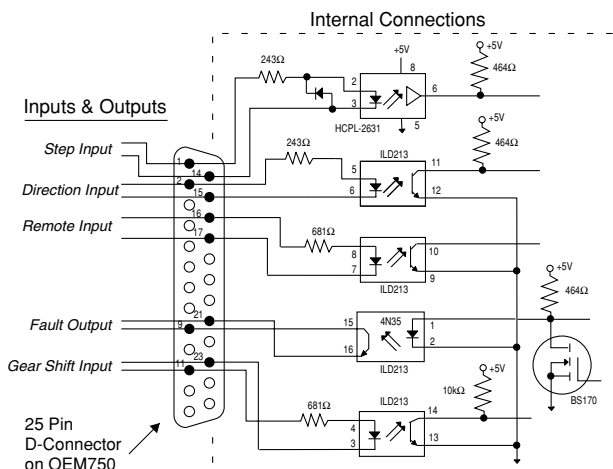 Internal Connections
Inputs & Outputs
Step Input
Direction Input
Remote Input
Fault Output
Gear Shift Input
25 Pin
D-Connector
on OEM750
1
14
2
15
16
17
21
9
23
11
243Ω
2
3
+5V
8
6
5
HCPL-2631
+5V
464Ω
243Ω
ILD213
5
6
11
12
+5V
464Ω
681Ω
8
7
10
9
ILD213
15
16
4N35
1
2
ILD213
+5V
464Ω
BS170
681Ω
ILD213
4
3
14
13
10kΩ
+5V